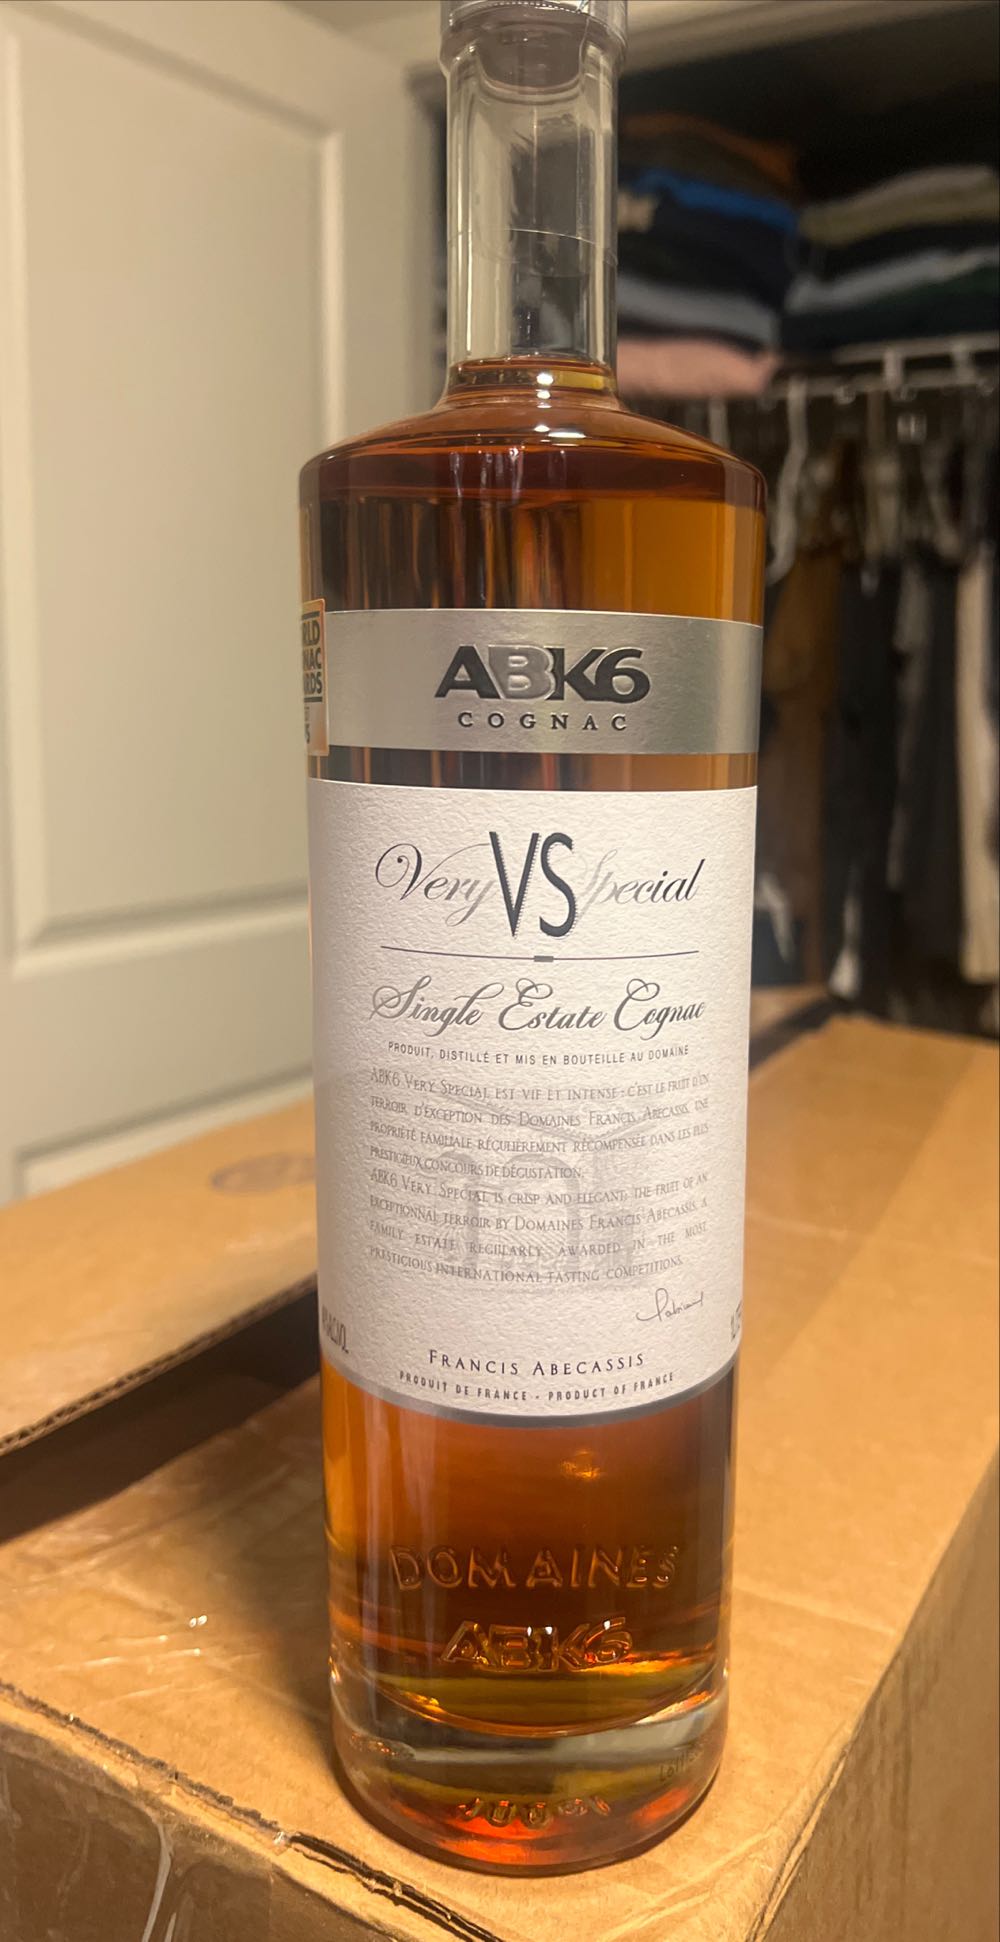 ABK6
COGNAC
Very VS Special
Single Estate Cognac
PRODUIT, DISTILLÉ ET MIS EN BOUTEILLE AU DOMAINE
ABK6 VERY SPECIAL EST VIF ET INTENSE : C'EST LE FRUIT D'UN
TERROIR D'EXCEPTION DES DOMAINES FRANCIS ABECASSIS, UNE
PROPRIÉTÉ FAMILIALE RÉGULIÈREMENT RÉCOMPENSÉE DANS LES PLUS
PRESTIGIEUX CONCOURS DE DÉGUSTATION.
ABK6 VERY SPECIAL IS CRISP AND ELEGANT: THE FRUIT OF AN
EXCEPTIONNAL TERROIR BY DOMAINES FRANCIS ABECASSIS, A
FAMILY ESTATE REGULARLY AWARDED IN THE MOST
PRESTIGIOUS INTERNATIONAL TASTING COMPETITIONS.
FRANCIS ABECASSIS
PRODUIT DE FRANCE - PRODUCT OF FRANCE
DOMAINES
ABK6